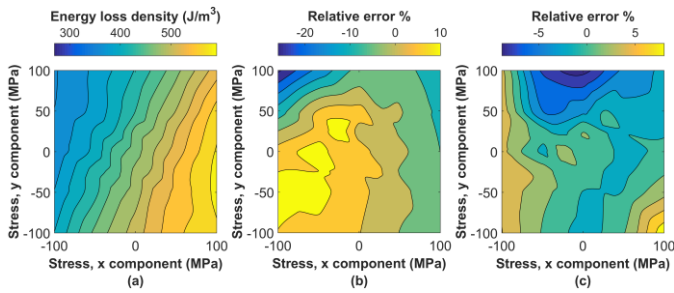 Energy loss density (J/m³)
300 400 500
Stress, y component (MPa)
100
50
0
-50
-100
-100 0 100
Stress, x component (MPa)
(a)
Relative error %
-20 -10 0 10
Stress, y component (MPa)
100
50
0
-50
-100
-100 0 100
Stress, x component (MPa)
(b)
Relative error %
-5 0 5
Stress, y component (MPa)
100
50
0
-50
-100
-100 0 100
Stress, x component (MPa)
(c)